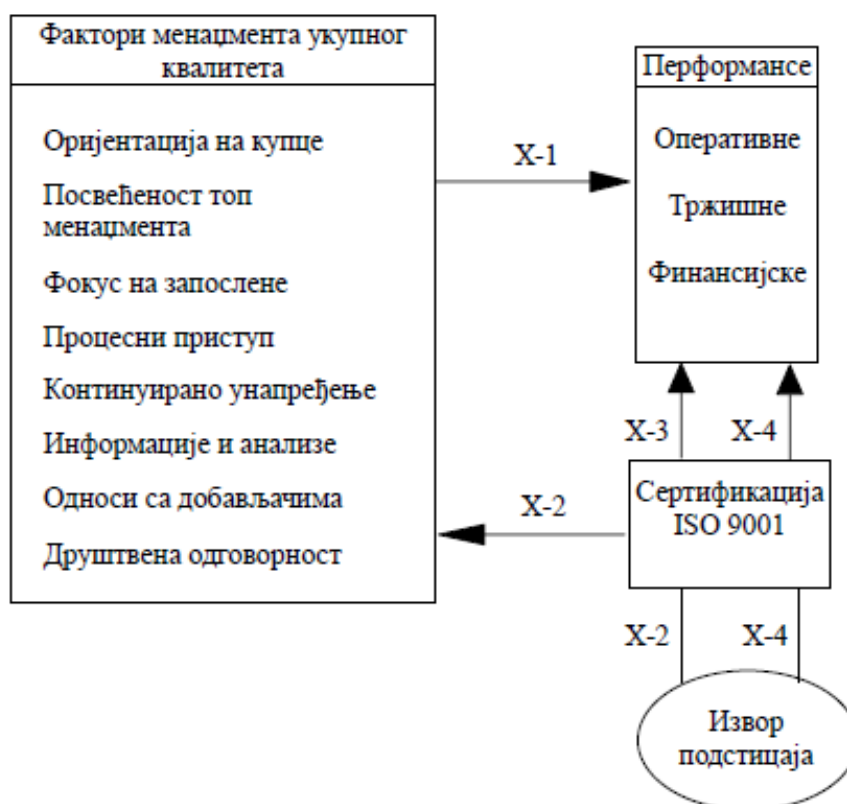 Фактори менаџмента укупног
квалитета
Оријентација на купце
Посвећеност топ
менаџмента
Фокус на запослене
Процесни приступ
Континуирано унапређење
Информације и анализе
Односи са добављачима
Друштвена одговорност
Х-1
Перформансе
Оперативне
Тржишне
Финансијске
Х-3
Х-4
Х-2
Сертификација
ISO 9001
Х-2
Х-4
Извор
подстицаја